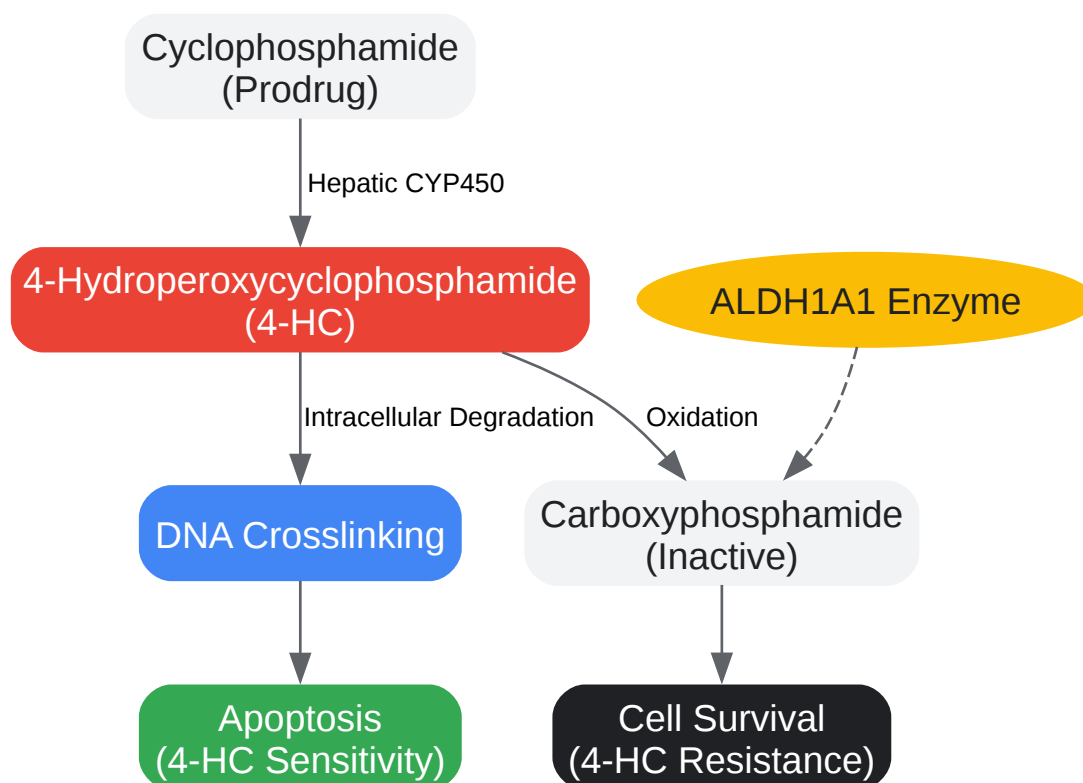 Cyclophosphamide
(Prodrug)
Hepatic CYP450
4-Hydroperoxycyclophosphamide
(4-HC)
ALDH1A1 Enzyme
Intracellular Degradation
Oxidation
DNA Crosslinking
Carboxyphosphamide
(Inactive)
Apoptosis
(4-HC Sensitivity)
Cell Survival
(4-HC Resistance)